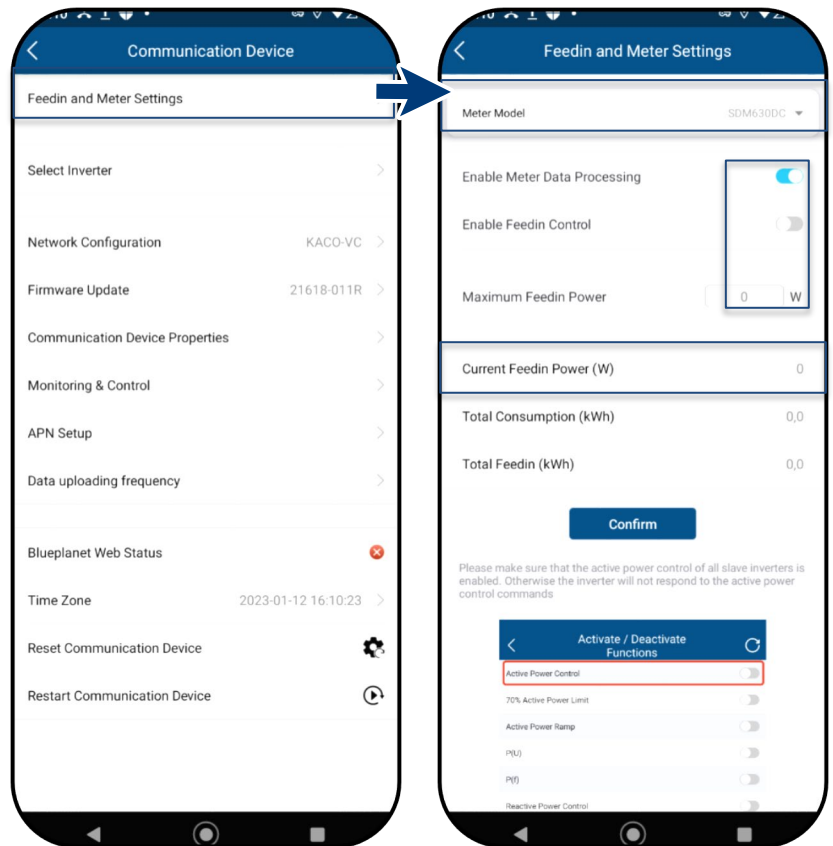 Communication Device
Feedin and Meter Settings
Select Inverter
Network Configuration KACO-VC
Firmware Update 21618-011R
Communication Device Properties
Monitoring & Control
APN Setup
Data uploading frequency
Blueplanet Web Status
Time Zone 2023-01-12 16:10:23
Reset Communication Device
Restart Communication Device
Feedin and Meter Settings
Meter Model SDM630DC
Enable Meter Data Processing
Enable Feedin Control
Maximum Feedin Power 0 W
Current Feedin Power (W) 0
Total Consumption (kWh) 0,0
Total Feedin (kWh) 0,0
Confirm
Please make sure that the active power control of all slave inverters is
enabled. Otherwise the inverter will not respond to the active power
control commands
Activate / Deactivate
Functions
Active Power Control
70% Active Power Limit
Active Power Ramp
P(U)
P(f)
Reactive Power Control